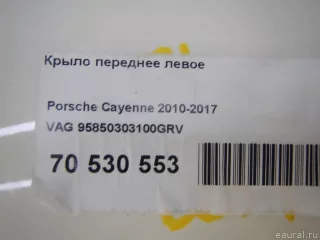 Крыло переднее левое
Porsche Cayenne 2010-2017
VAG 95850303100GRV
70 530 553
eaural.ru